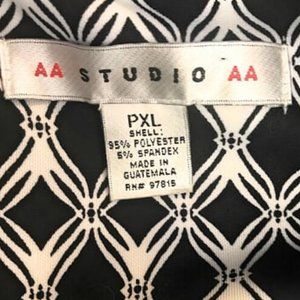 AA STUDIO AA
PXL
SHELL:
95% POLYESTER
5% SPANDEX
MADE IN
GUATEMALA
RN# 97815